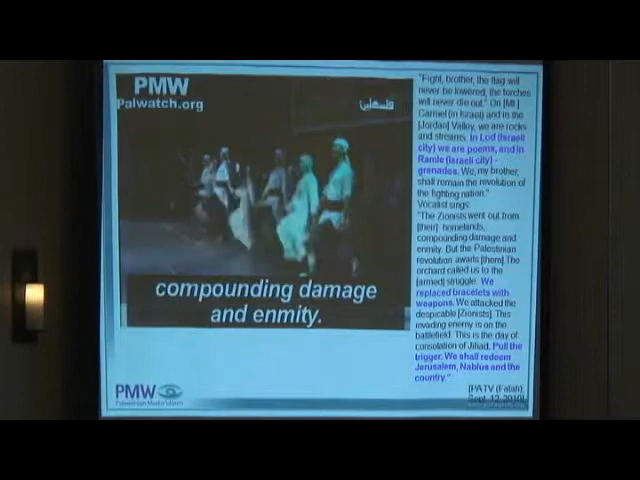 PMW
Palwatch.org
فلسطين
compounding damage
and enmity.
"Fight, brother, the flag will
never be lowered, the torches
will never die out." On [Mt.]
Carmel (in Israel) and in the
[Jordan] Valley, we are rocks
and streams. In Lod (Israeli
city) we are poems, and in
Ramle (Israeli city) -
grenades. We, my brother,
shall remain the revolution of
the fighting nation."
Vocalist sings:
"The Zionists went out from
[their] homelands,
compounding damage and
enmity. But the Palestinian
revolution awaits [them]. The
orchard called us to the
[armed] struggle. We
replaced bracelets with
weapons. We attacked the
despicable [Zionists]. This
invading enemy is on the
battlefield. This is the day of
consolation of Jihad. Pull the
trigger. We shall redeem
Jerusalem, Nablus and the
country."
[PATV (Fatah),
Sept. 12, 2010]
PMW
Palestinian Media Watch